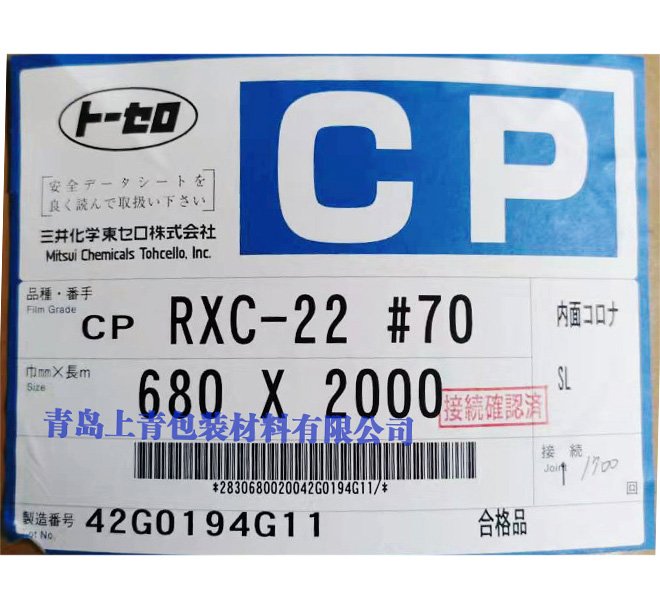 トーセロ
CP
安全データシートを
良く読んで取扱い下さい
三井化学東セロ株式会社
Mitsui Chemicals Tohcello, Inc.
品種・番手
Film Grade
CP RXC-22 #70
内面コロナ
巾mm×長m
Size
680 X 2000
SL
接続確認済
青岛上青包装材料有限公司
*2830680020042G0194G11/*
接続
Joint
1 1700
回
製造番号
Lot No.
42G0194G11
合格品